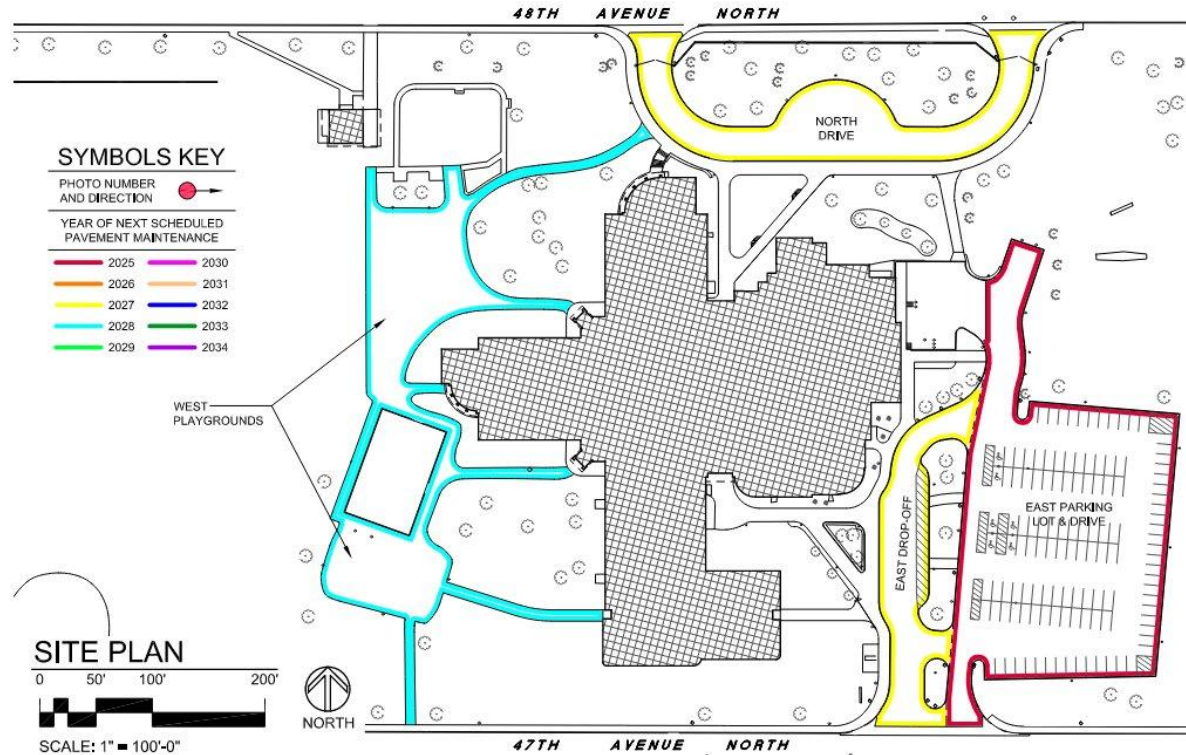 48TH AVENUE NORTH
NORTH
DRIVE
SYMBOLS KEY
PHOTO NUMBER
AND DIRECTION
YEAR OF NEXT SCHEDULED
PAVEMENT MAINTENANCE
2025 2030
2026 2031
2027 2032
2028 2033
2029 2034
WEST
PLAYGROUNDS
EAST PARKING
LOT & DRIVE
EAST DROP-OFF
SITE PLAN
0 50' 100' 200'
SCALE: 1" = 100'-0"
NORTH
47TH AVENUE NORTH